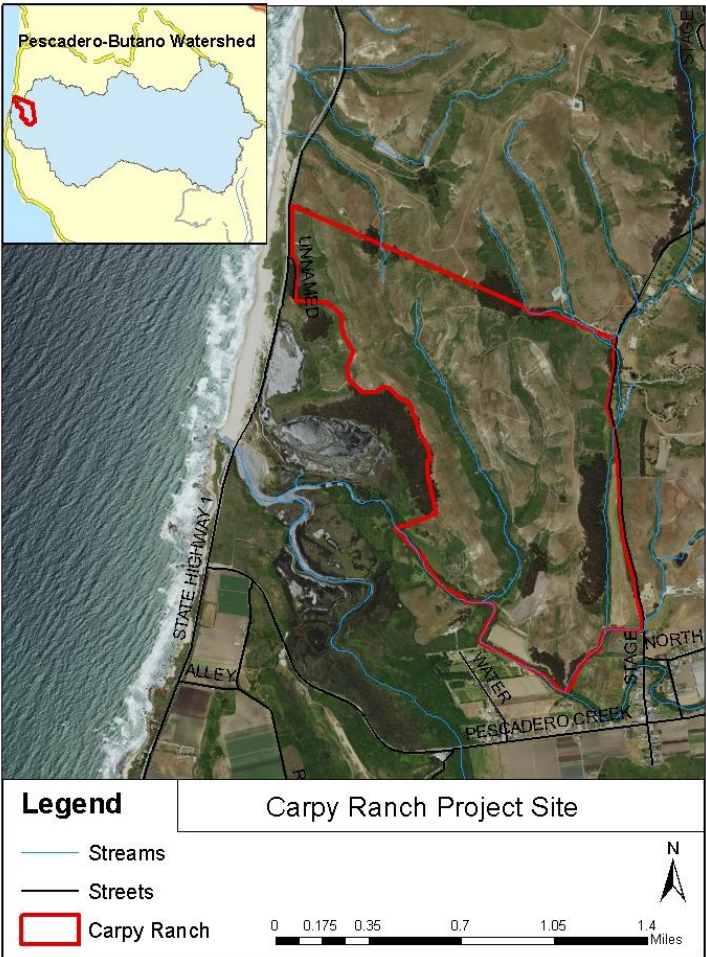 Pescadero-Butano Watershed
STAGE
UNNAMED
STATE HIGHWAY 1
ALLEY
WATER
STAGE
NORTH
PESCADERO CREEK
R
Legend
Carpy Ranch Project Site
Streams
Streets
Carpy Ranch
N
0 0.175 0.35 0.7 1.05 1.4
Miles